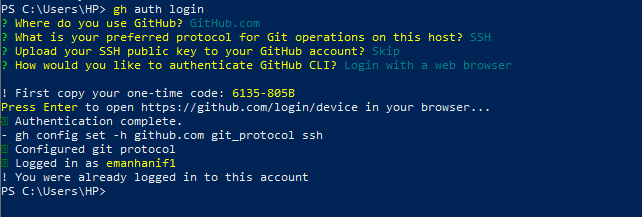 PS C:\Users\HP> gh auth login
? Where do you use GitHub? GitHub.com
? What is your preferred protocol for Git operations on this host? SSH
? Upload your SSH public key to your GitHub account? Skip
? How would you like to authenticate GitHub CLI? Login with a web browser
! First copy your one-time code: 6135-805B
Press Enter to open https://github.com/login/device in your browser...
Authentication complete.
- gh config set -h github.com git_protocol ssh
Configured git protocol
Logged in as emanhanif1
! You were already logged in to this account
PS C:\Users\HP>